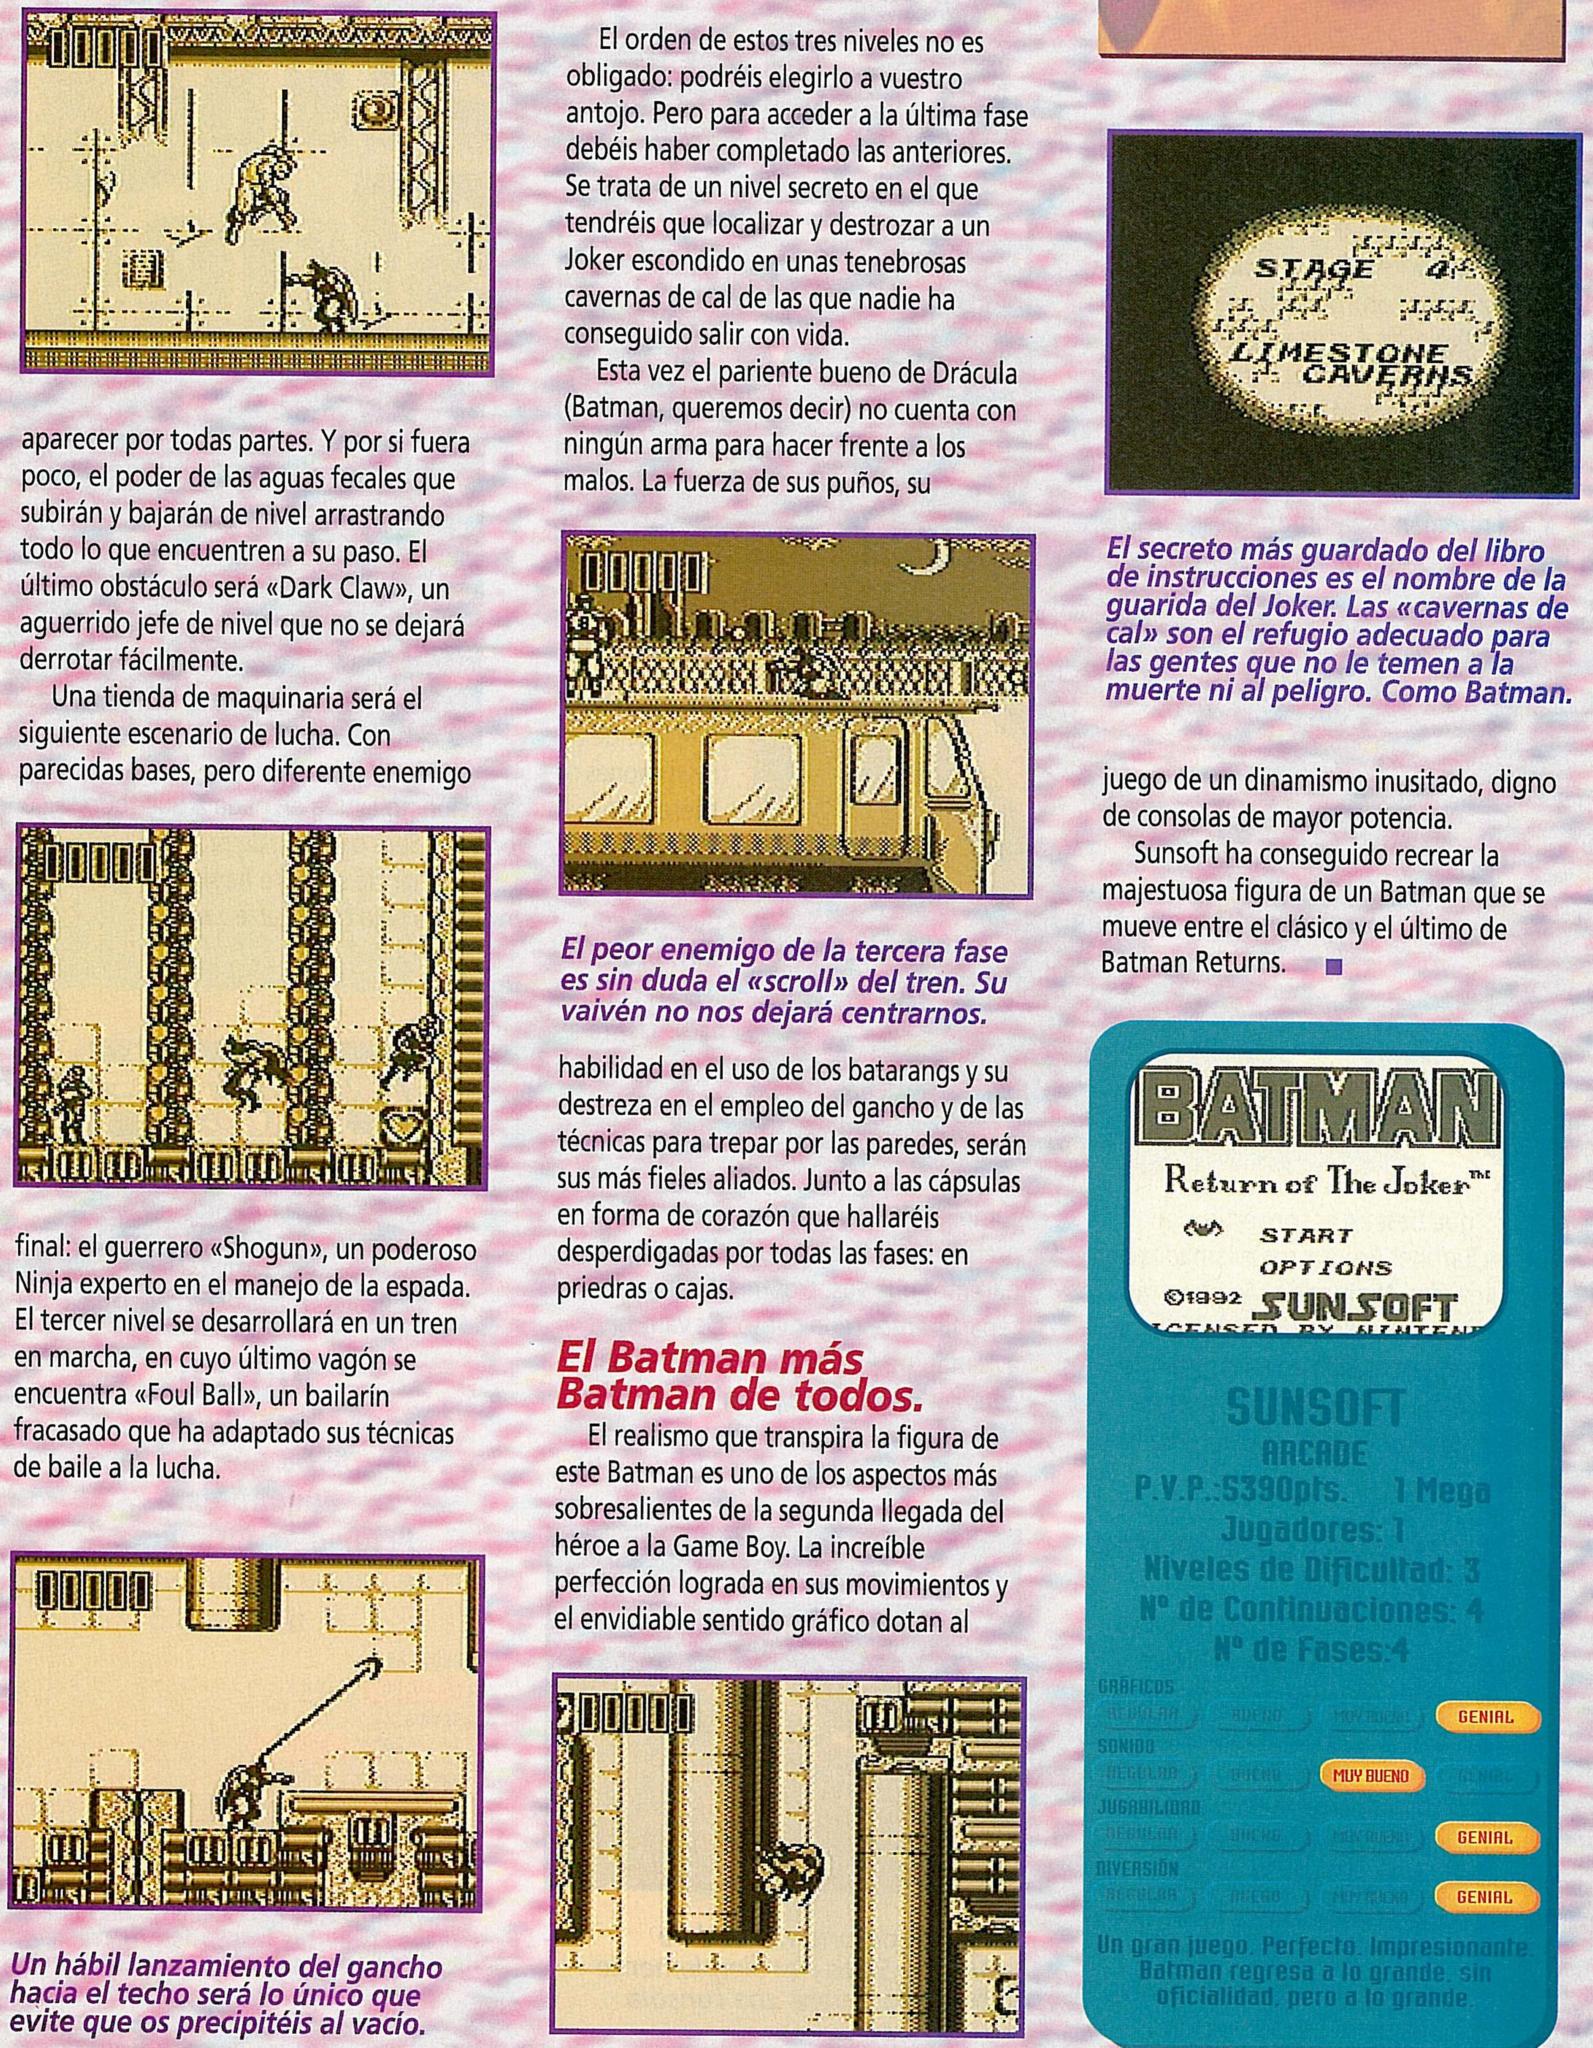 aparecer por todas partes. Y por si fuera
poco, el poder de las aguas fecales que
subirán y bajarán de nivel arrastrando
todo lo que encuentren a su paso. El
último obstáculo será «Dark Claw», un
aguerrido jefe de nivel que no se dejará
derrotar fácilmente.
Una tienda de maquinaria será el
siguiente escenario de lucha. Con
parecidas bases, pero diferente enemigo
final: el guerrero «Shogun», un poderoso
Ninja experto en el manejo de la espada.
El tercer nivel se desarrollará en un tren
en marcha, en cuyo último vagón se
encuentra «Foul Ball», un bailarín
fracasado que ha adaptado sus técnicas
de baile a la lucha.
Un hábil lanzamiento del gancho
hacia el techo será lo único que
evite que os precipitéis al vacío.
El orden de estos tres niveles no es
obligado: podréis elegirlo a vuestro
antojo. Pero para acceder a la última fase
debéis haber completado las anteriores.
Se trata de un nivel secreto en el que
tendréis que localizar y destrozar a un
Joker escondido en unas tenebrosas
cavernas de cal de las que nadie ha
conseguido salir con vida.
Esta vez el pariente bueno de Drácula
(Batman, queremos decir) no cuenta con
ningún arma para hacer frente a los
malos. La fuerza de sus puños, su
El peor enemigo de la tercera fase
es sin duda el «scroll» del tren. Su
vaivén no nos dejará centrarnos.
habilidad en el uso de los batarangs y su
destreza en el empleo del gancho y de las
técnicas para trepar por las paredes, serán
sus más fieles aliados. Junto a las cápsulas
en forma de corazón que hallaréis
desperdigadas por todas las fases: en
priedras o cajas.
El Batman más
Batman de todos.
El realismo que transpira la figura de
este Batman es uno de los aspectos más
sobresalientes de la segunda llegada del
héroe a la Game Boy. La increíble
perfección lograda en sus movimientos y
el envidiable sentido gráfico dotan al
STAGE 4
LIMESTONE
CAVERNS
El secreto más guardado del libro
de instrucciones es el nombre de la
guarida del Joker. Las «cavernas de
cal» son el refugio adecuado para
las gentes que no le temen a la
muerte ni al peligro. Como Batman.
juego de un dinamismo inusitado, digno
de consolas de mayor potencia.
Sunsoft ha conseguido recrear la
majestuosa figura de un Batman que se
mueve entre el clásico y el último de
Batman Returns.
BATMAN
Return of The Joker™
START
OPTIONS
©1992 SUNSOFT
ICENSED BY NINTEN
SUNSOFT
ARCADE
P.V.P.:5390pts. 1 Mega
Jugadores: 1
Niveles de Dificultad: 3
Nº de Continuaciones: 4
Nº de Fases:4
GRÁFICOS
REGULAR BUENO MUY BUENO GENIAL
SONIDO
REGULAR BUENO MUY BUENO GENIAL
JUGABILIDAD
REGULAR BUENO MUY BUENO GENIAL
DIVERSIÓN
REGULAR BUENO MUY BUENO GENIAL
Un gran juego. Perfecto. Impresionante.
Batman regresa a lo grande, sin
oficialidad, pero a lo grande.